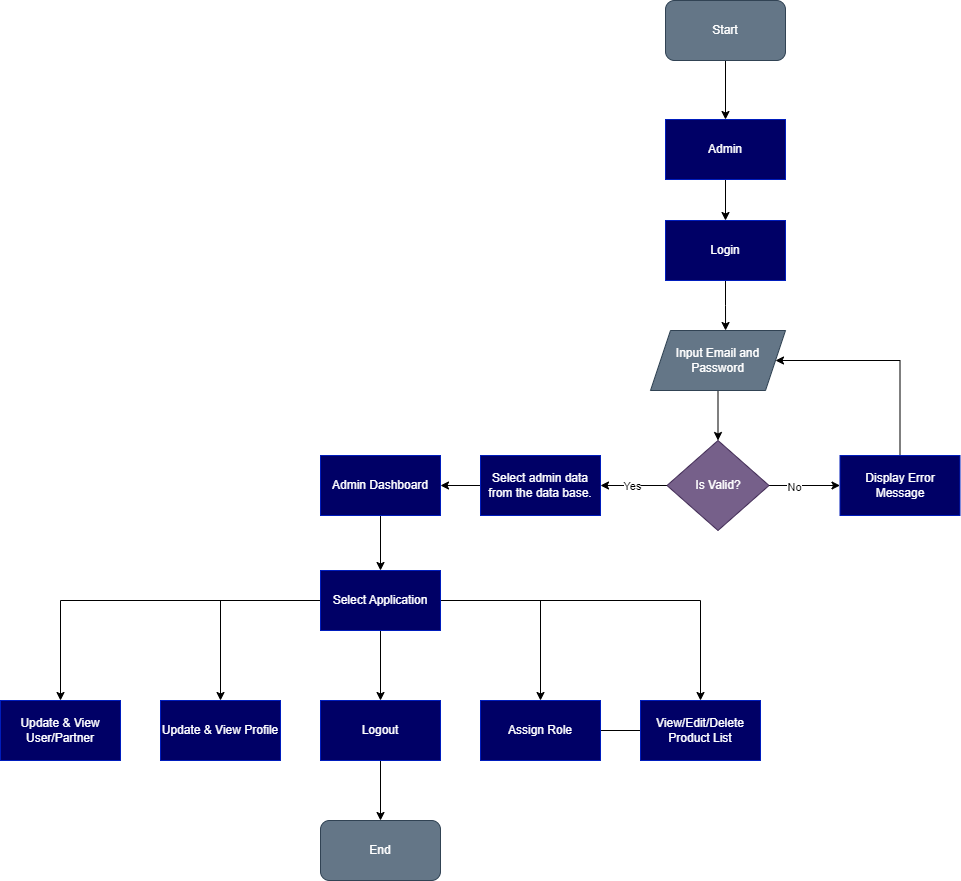 Start
Admin
Login
Input Email and
Password
Is Valid?
Yes
No
Display Error
Message
Select admin data
from the data base.
Admin Dashboard
Select Application
Update & View
User/Partner
Update & View Profile
Logout
Assign Role
View/Edit/Delete
Product List
End